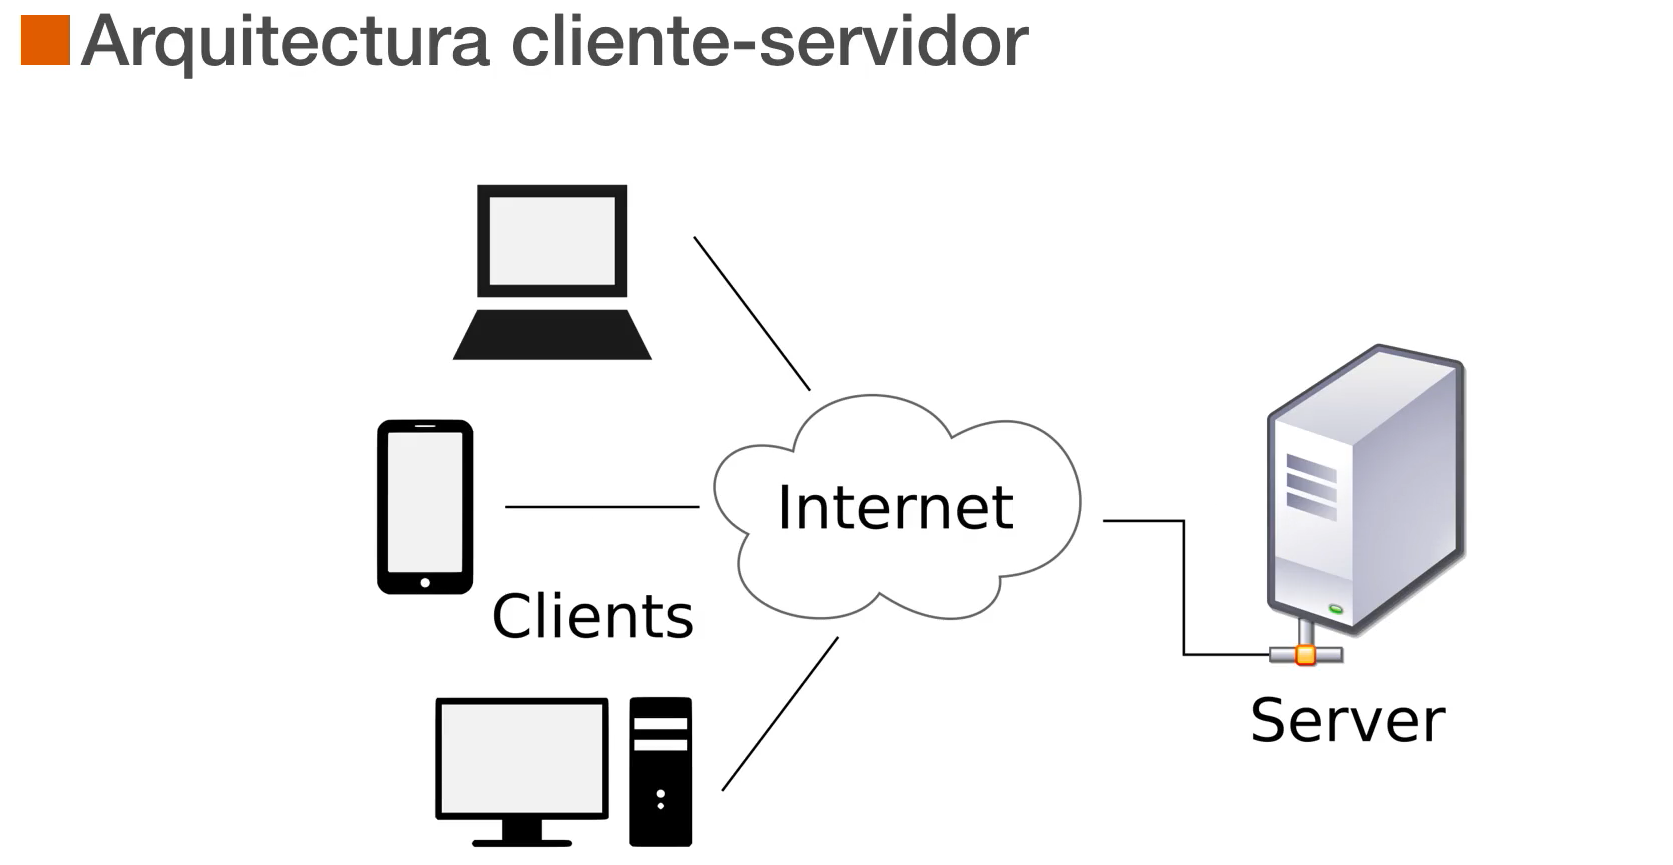 Arquitectura cliente-servidor
Internet
Clients
Server